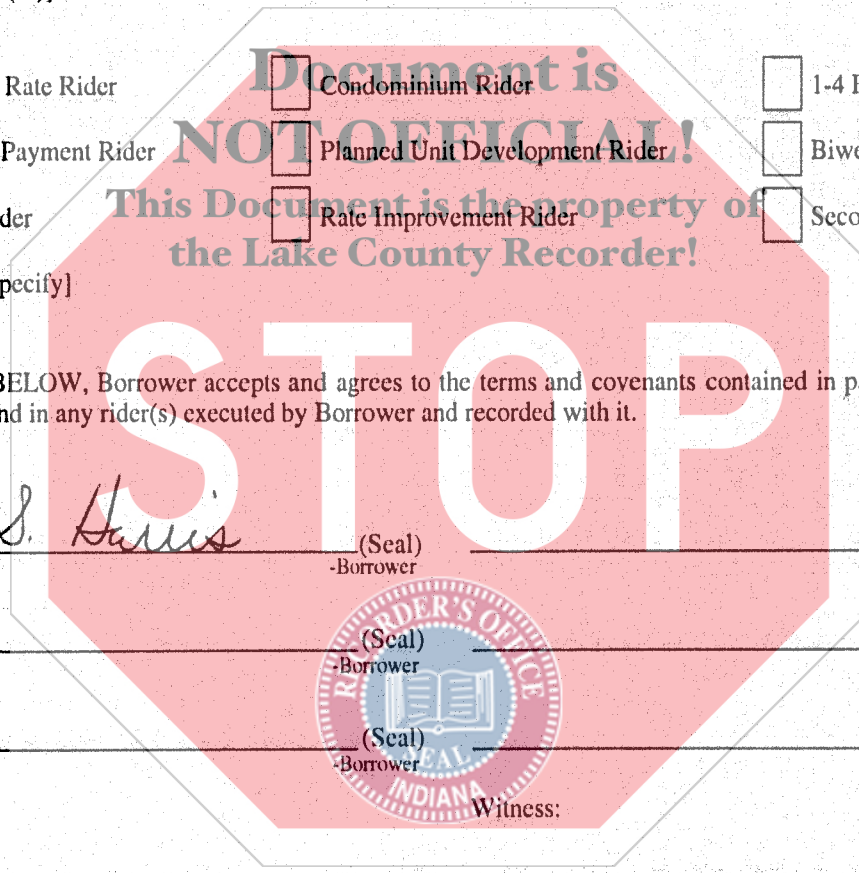 Document is
Rate Rider Condominium Rider 1-4 F
NOT OFFICIAL!
Payment Rider Planned Unit Development Rider Biwe
This Document is the property of
der Rate Improvement Rider Seco
the Lake County Recorder!
pecify]
STOP
BELOW, Borrower accepts and agrees to the terms and covenants contained in pa
nd in any rider(s) executed by Borrower and recorded with it.
S. Harris (Seal)
-Borrower
RECORDER'S OFFICE
(Seal)
-Borrower
(Seal)
-Borrower
SEAL
INDIANA
Witness: